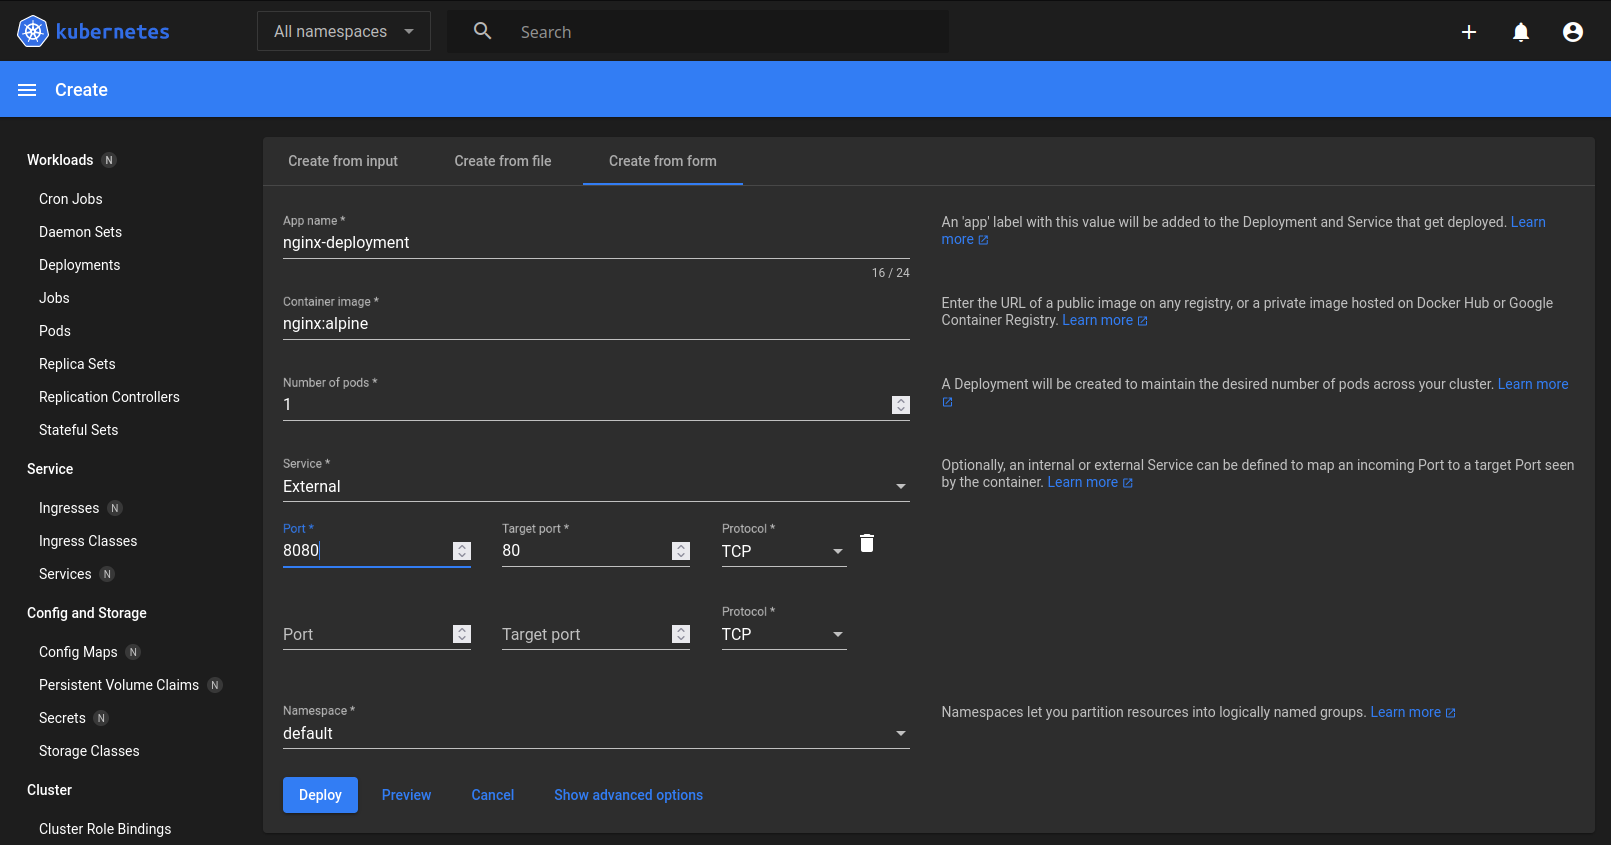 kubernetes
All namespaces
Search
Create
Workloads N
Cron Jobs
Daemon Sets
Deployments
Jobs
Pods
Replica Sets
Replication Controllers
Stateful Sets
Service
Ingresses N
Ingress Classes
Services N
Config and Storage
Config Maps N
Persistent Volume Claims N
Secrets N
Storage Classes
Cluster
Cluster Role Bindings
Create from input Create from file Create from form
App name *
nginx-deployment
16 / 24
An 'app' label with this value will be added to the Deployment and Service that get deployed. Learn
more
Container image *
nginx:alpine
Enter the URL of a public image on any registry, or a private image hosted on Docker Hub or Google
Container Registry. Learn more
Number of pods *
1
A Deployment will be created to maintain the desired number of pods across your cluster. Learn more
Service *
External
Optionally, an internal or external Service can be defined to map an incoming Port to a target Port seen
by the container. Learn more
Port * Target port * Protocol *
8080 80 TCP
Protocol *
Port Target port TCP
Namespace *
default
Namespaces let you partition resources into logically named groups. Learn more
Deploy Preview Cancel Show advanced options